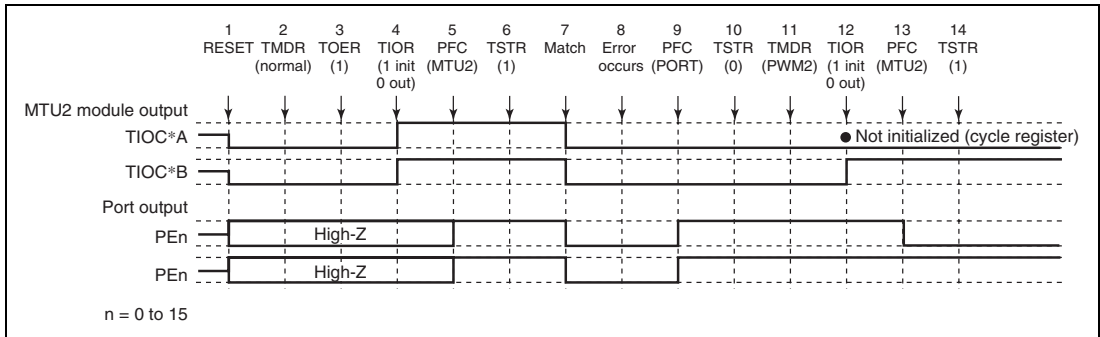 1 2 3 4 5 6 7 8 9 10 11 12 13 14
RESET TMDR TOER TIOR PFC TSTR Match Error PFC TSTR TMDR TIOR PFC TSTR
(normal) (1) (1 init (MTU2) (1) occurs (PORT) (0) (PWM2) (1 init (MTU2) (1)
0 out) 0 out)
MTU2 module output
TIOC*A ● Not initialized (cycle register)
TIOC*B
Port output
PEn High-Z
PEn High-Z
n = 0 to 15